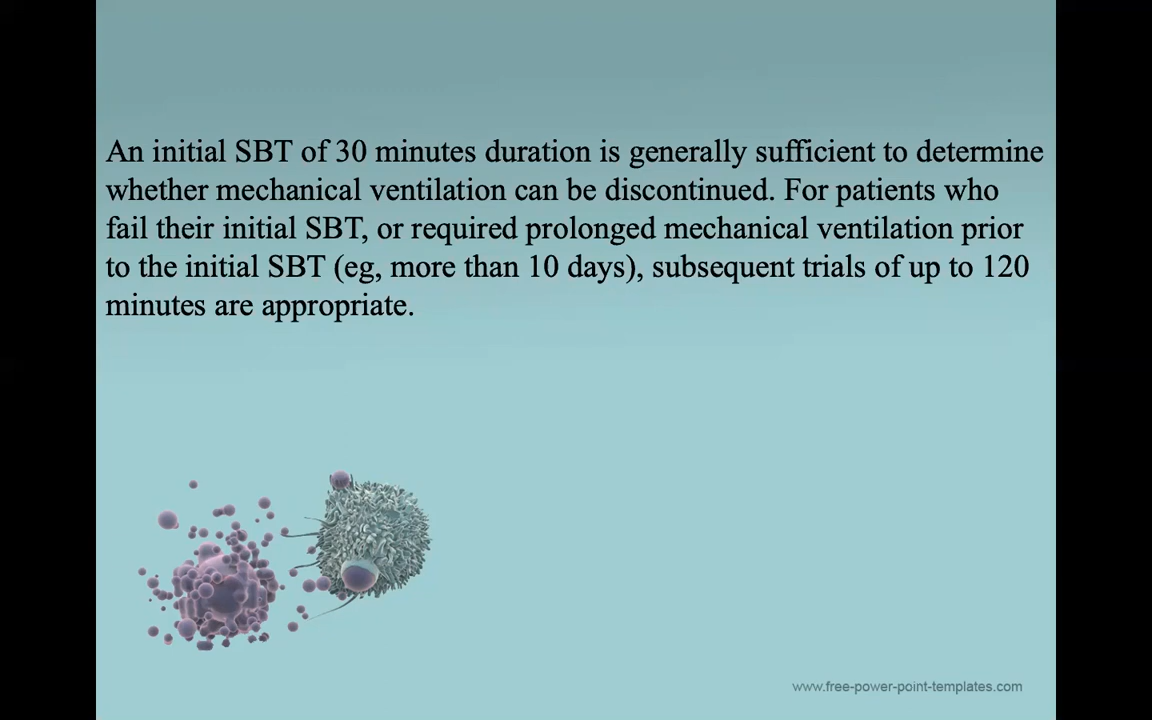 An initial SBT of 30 minutes duration is generally sufficient to determine
whether mechanical ventilation can be discontinued. For patients who
fail their initial SBT, or required prolonged mechanical ventilation prior
to the initial SBT (eg, more than 10 days), subsequent trials of up to 120
minutes are appropriate.
www.free-power-point-templates.com